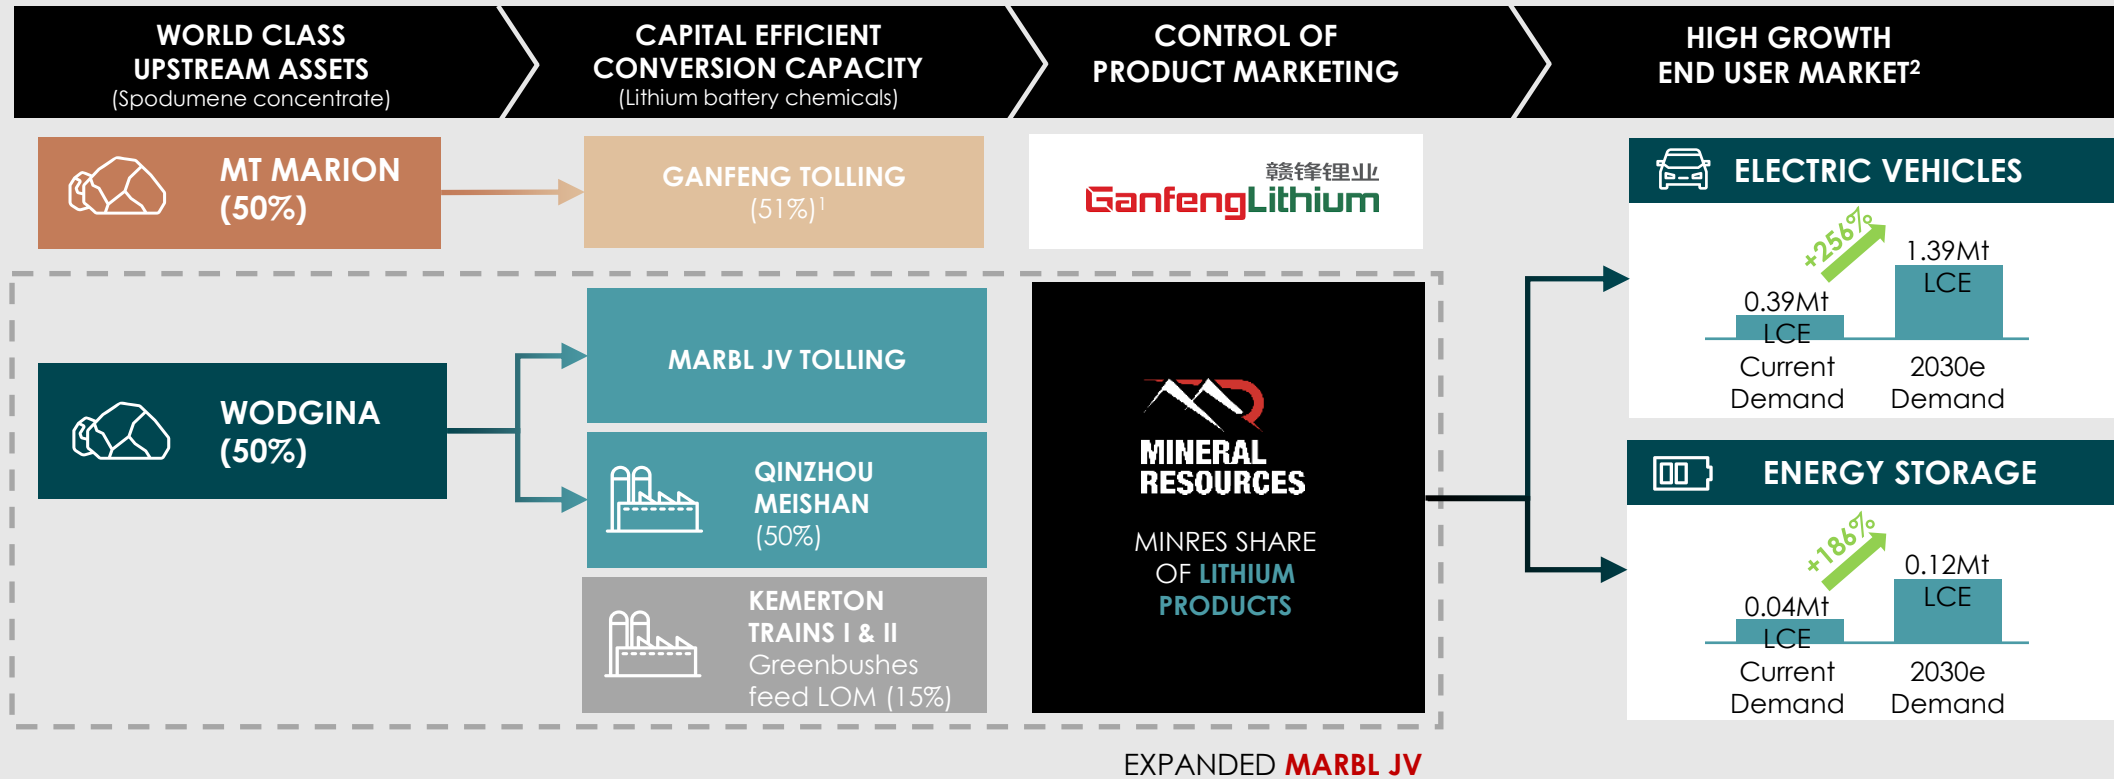 WORLD CLASS
UPSTREAM ASSETS
(Spodumene concentrate)
CAPITAL EFFICIENT
CONVERSION CAPACITY
(Lithium battery chemicals)
CONTROL OF
PRODUCT MARKETING
HIGH GROWTH
END USER MARKET²
MT MARION
(50%)
GANFENG TOLLING
(51%)¹
赣锋锂业
GanfengLithium
WODGINA
(50%)
MARBL JV TOLLING
QINZHOU
MEISHAN
(50%)
KEMERTON
TRAINS I & II
Greenbushes
feed LOM (15%)
MINERAL
RESOURCES
MINRES SHARE
OF LITHIUM
PRODUCTS
ELECTRIC VEHICLES
+256%
0.39Mt
LCE
Current
Demand
1.39Mt
LCE
2030e
Demand
ENERGY STORAGE
+186%
0.04Mt
LCE
Current
Demand
0.12Mt
LCE
2030e
Demand
EXPANDED MARBL JV